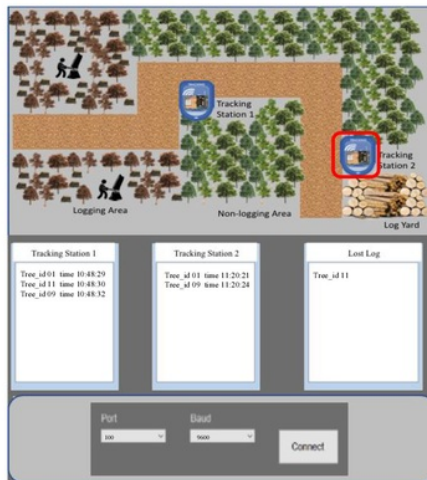 Tracking
Station 1
Tracking
Station 2
Logging Area
Non-logging Area
Log Yard
Tracking Station 1
Tree_id 01 time 10:48:29
Tree_id 11 time 10:48:30
Tree_id 09 time 10:48:32
Tracking Station 2
Tree_id 01 time 11:20:21
Tree_id 09 time 11:20:24
Lost Log
Tree_id 11
Port
Baud
9600
Connect